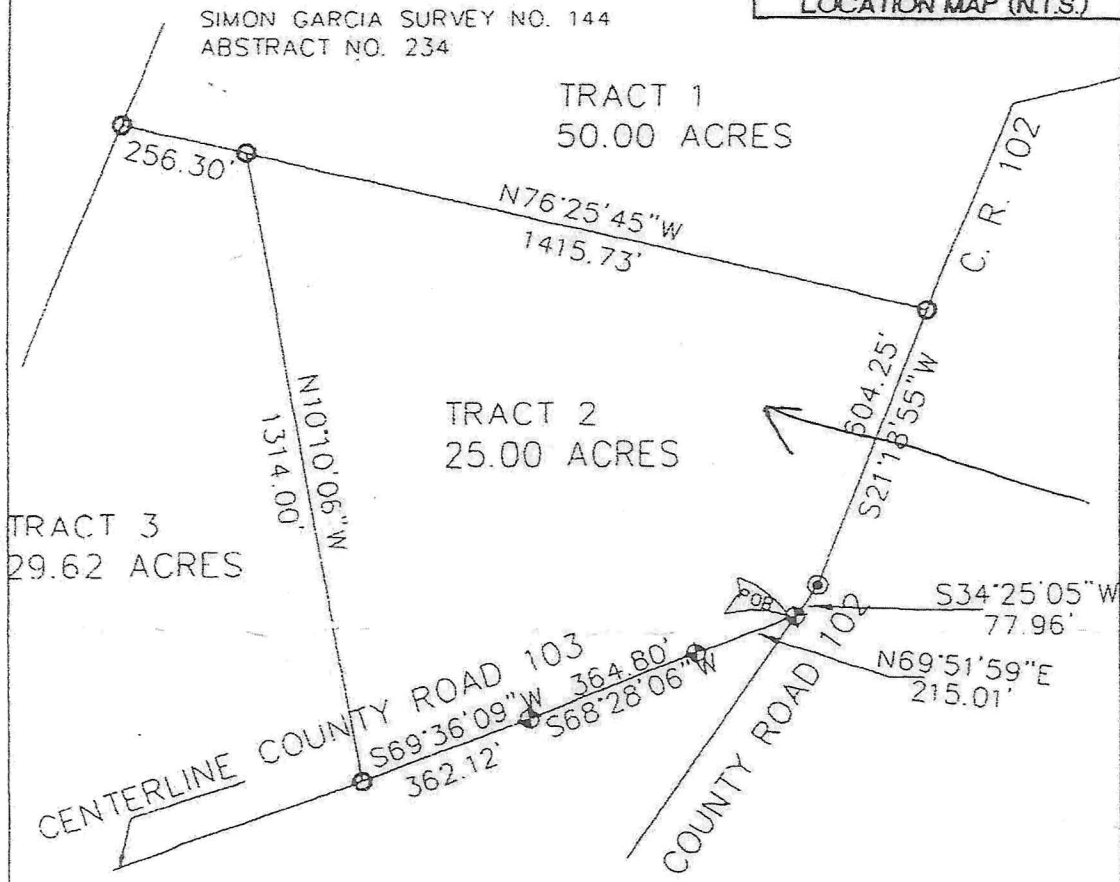 LOCATION MAP (N.T.S.)
SIMON GARCIA SURVEY NO. 144
ABSTRACT NO. 234
TRACT 1
50.00 ACRES
C. R. 102
256.30'
N76°25'45"W
1415.73'
604.25'
S21°18'55"W
N10°10'06"W
1314.00'
TRACT 2
25.00 ACRES
TRACT 3
29.62 ACRES
P.O.B.
S34°25'05"W
77.96'
N69°51'59"E
215.01'
364.80'
S68°28'06"W
S69°36'09"W
362.12'
CENTERLINE COUNTY ROAD 103
COUNTY ROAD 102